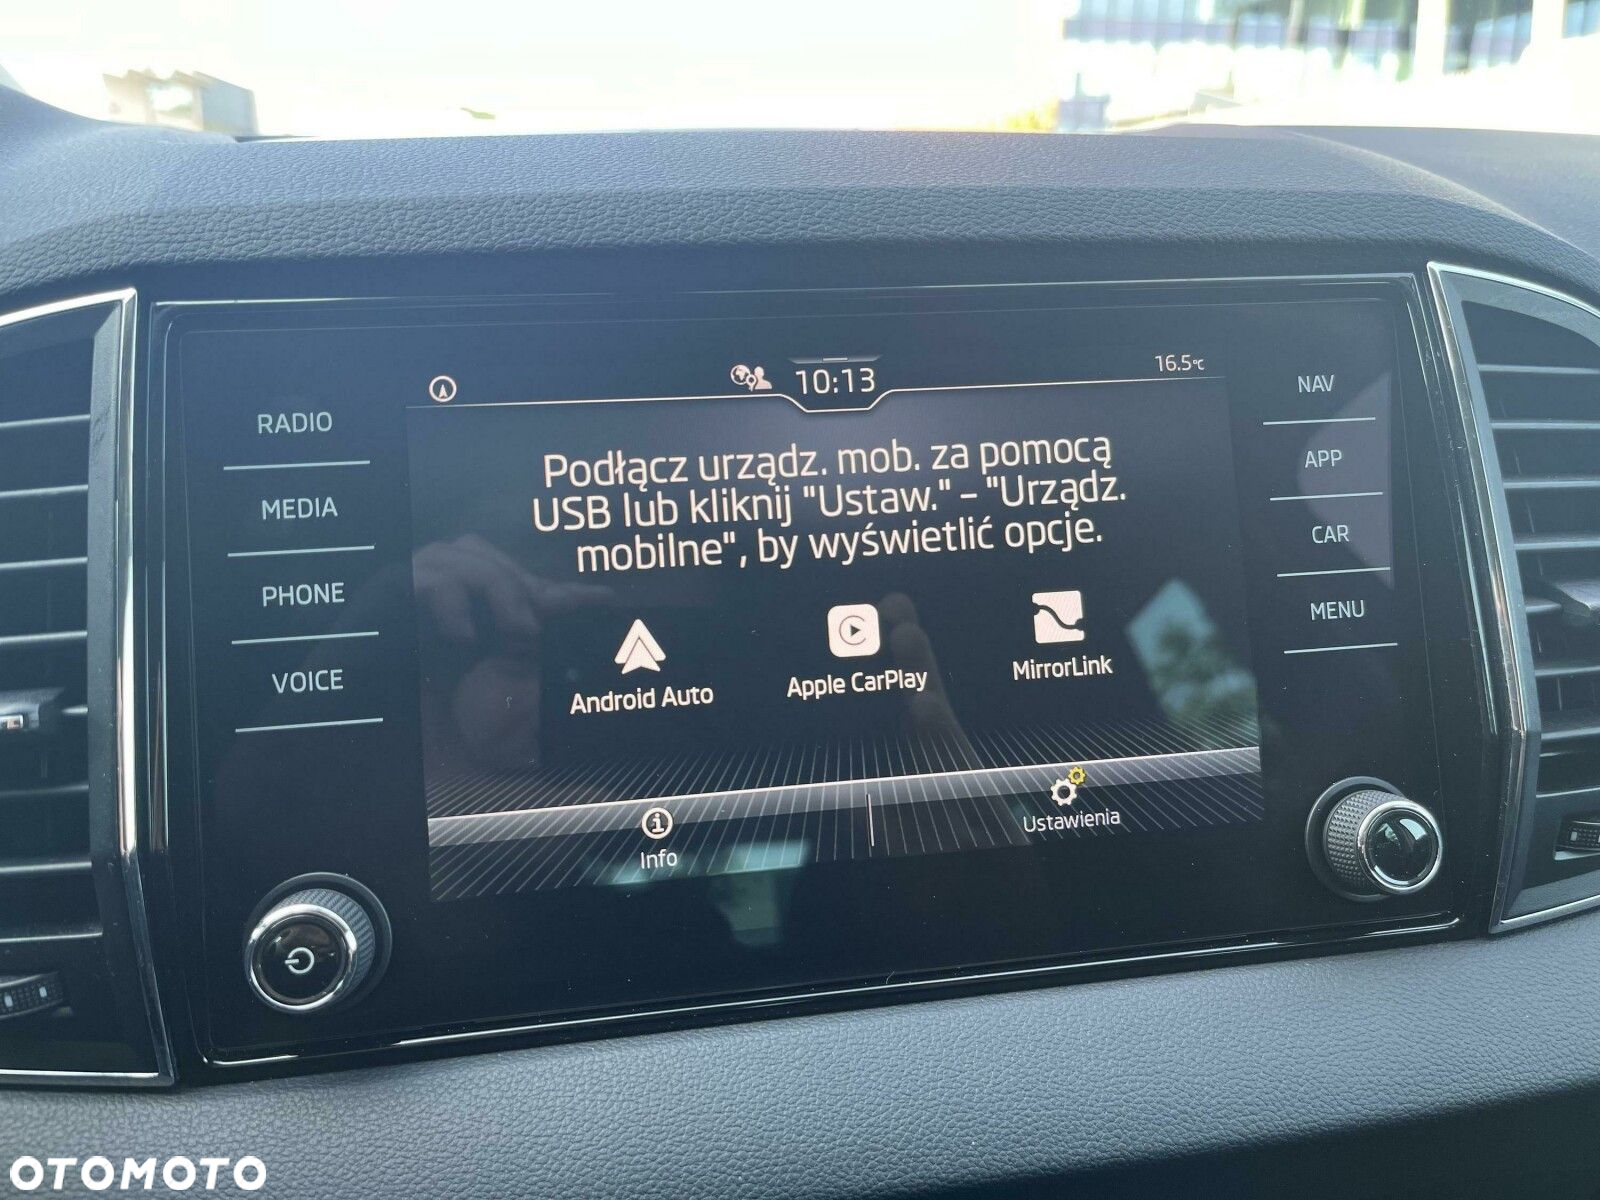 10:13
16.5°C
RADIO
MEDIA
PHONE
VOICE
NAV
APP
CAR
MENU
Podłącz urządz. mob. za pomocą
USB lub kliknij "Ustaw." – "Urządz.
mobilne", by wyświetlić opcje.
Android Auto
Apple CarPlay
MirrorLink
Info
Ustawienia
OTOMOTO